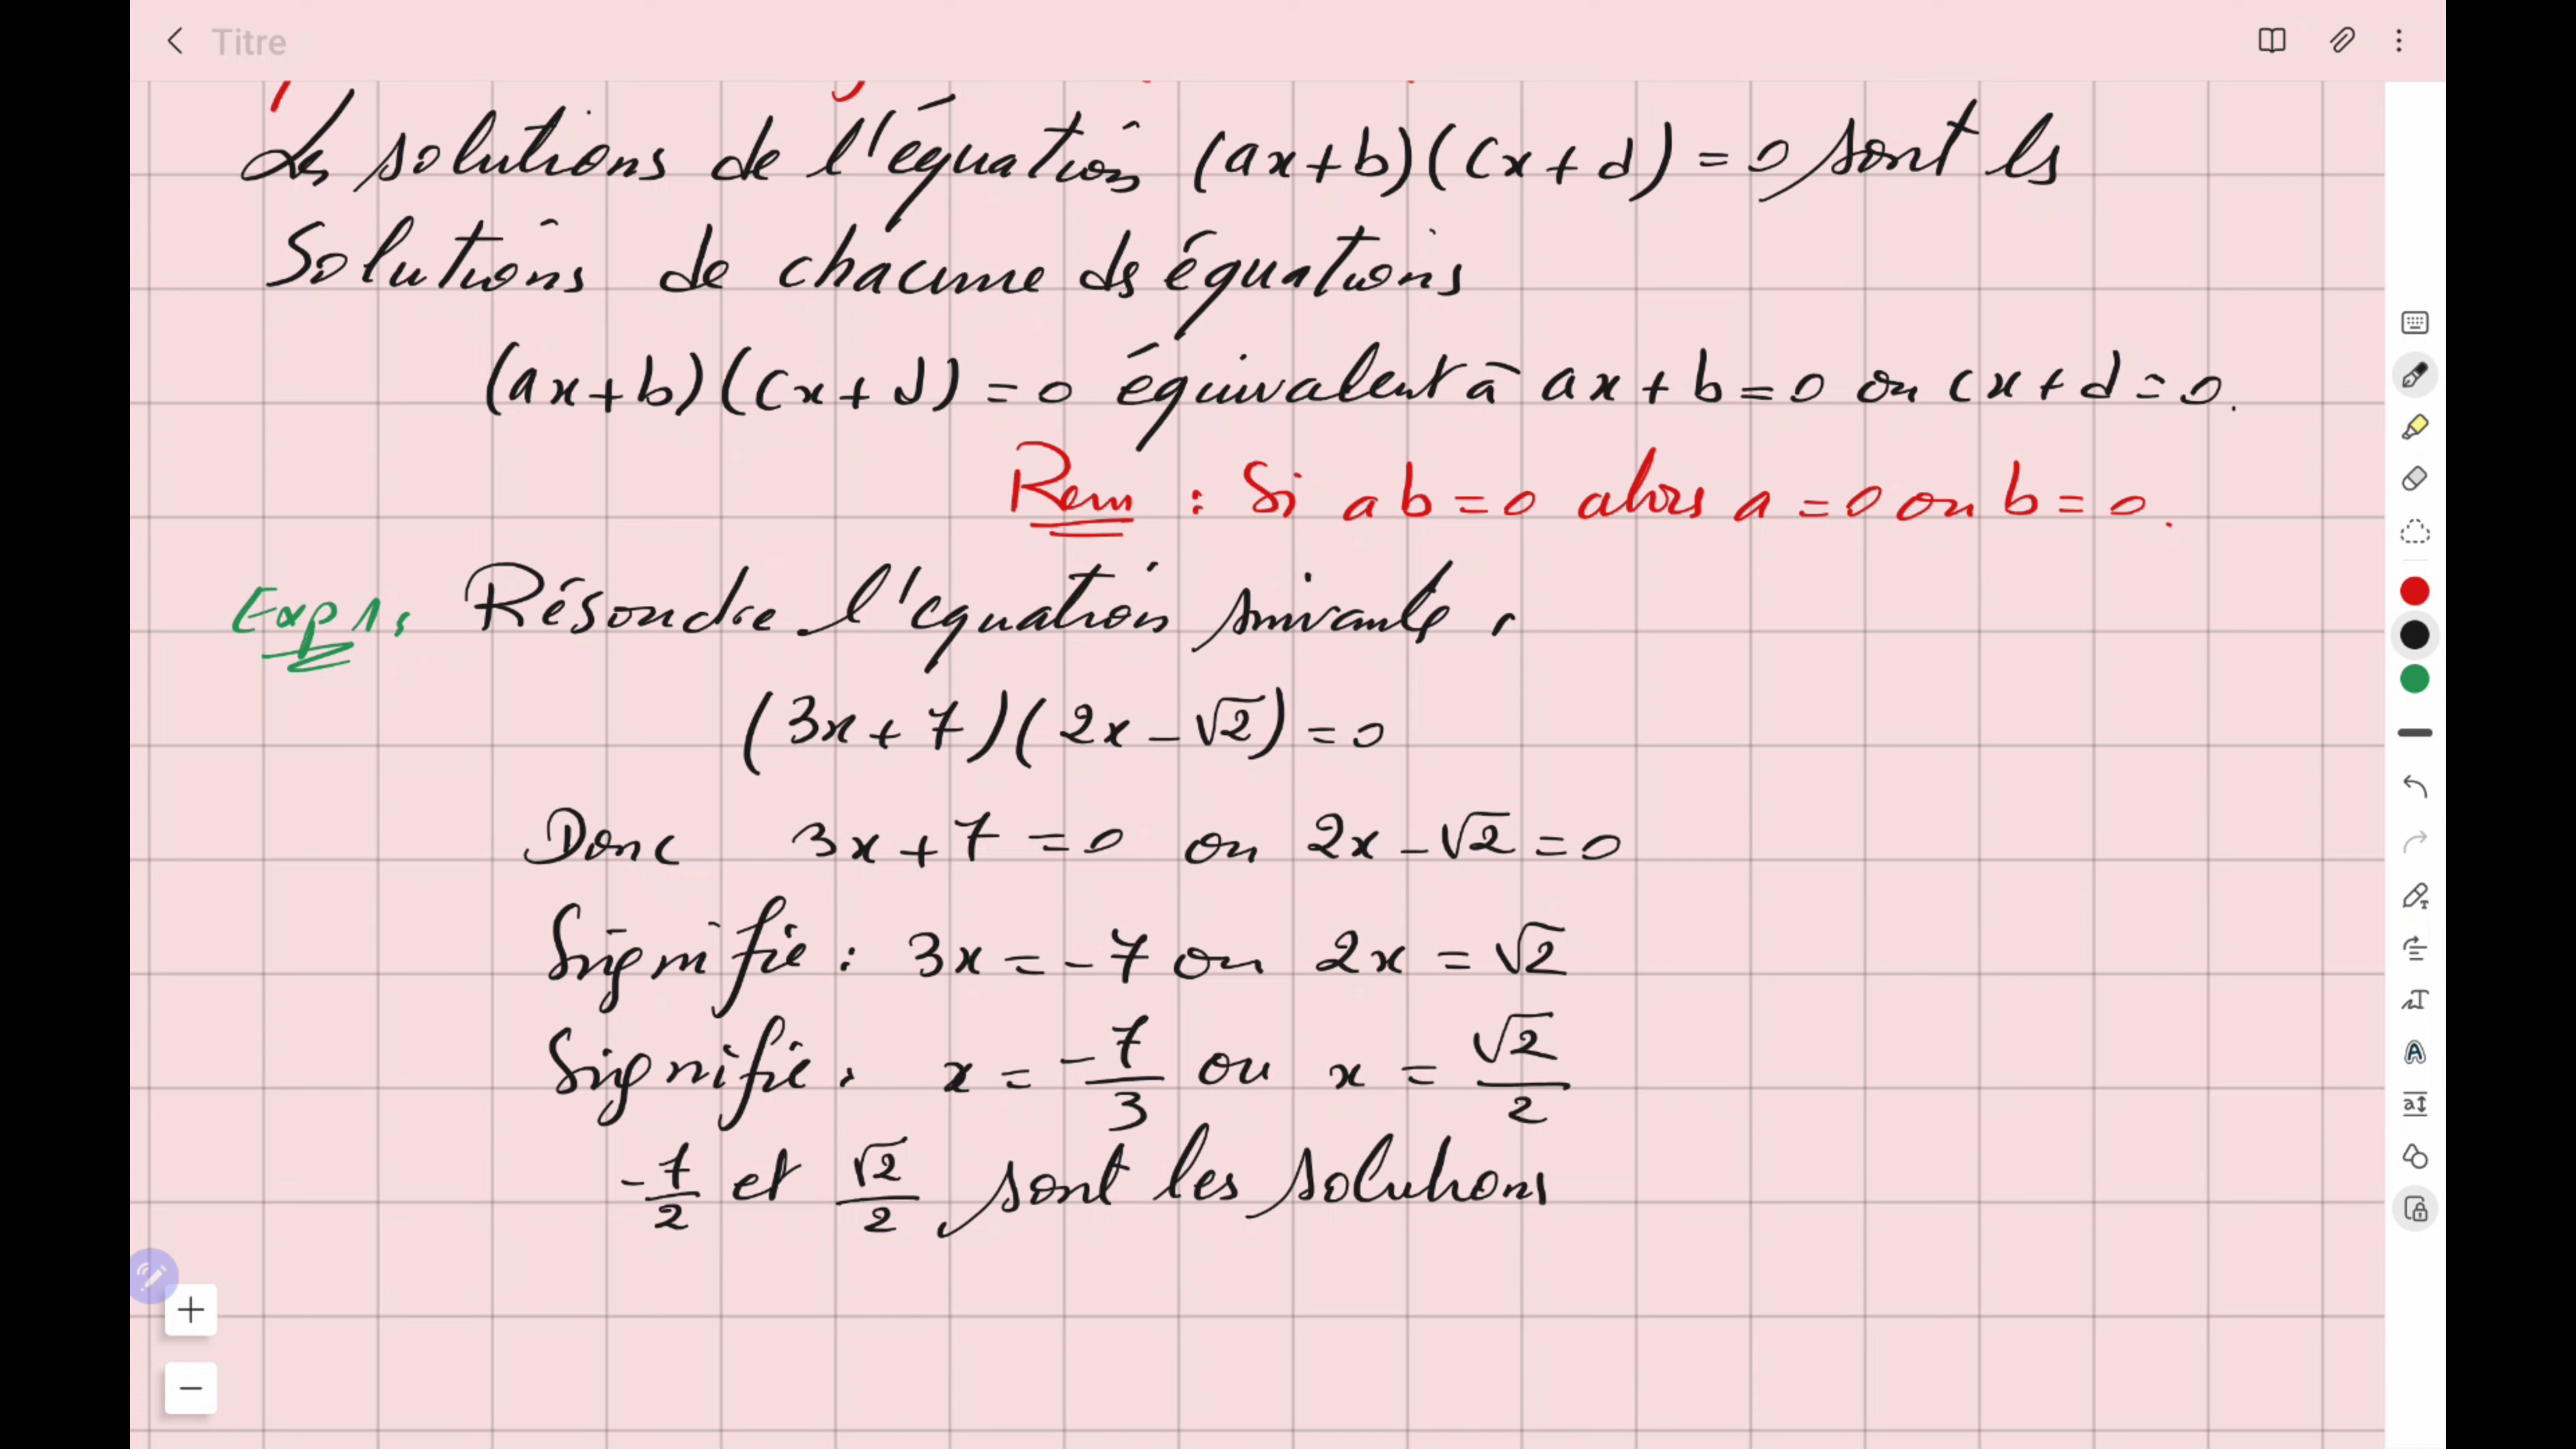 Titre
Les solutions de l'équation (ax+b)(cx+d) = 0 sont les
Solutions de chacune des équations
(ax+b)(cx+d) = 0 équivalent à ax+b=0 ou cx+d=0.
Rem : Si ab=0 alors a=0 ou b=0.
Exp1: Résoudre l'equation suivante :
(3x+7)(2x-√2)=0
Donc 3x+7=0 ou 2x-√2=0
Signifie : 3x=-7 ou 2x=√2
Signifie : x = -7/3 ou x = √2/2
-7/2 et √2/2 sont les solutions